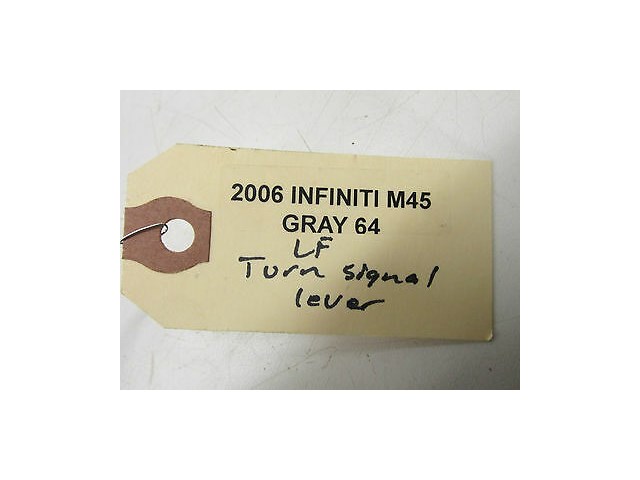 2006 INFINITI M45
GRAY 64
LF
Turn signal
lever